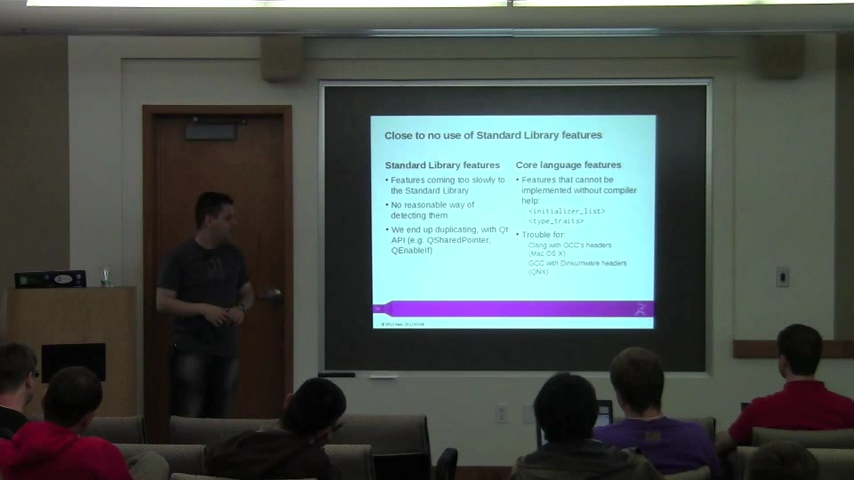 Close to no use of Standard Library features
Standard Library features
• Features coming too slowly to
the Standard Library
• No reasonable way of
detecting them
• We end up duplicating, with Qt
API (e.g. QSharedPointer,
QEnableIf)
Core language features
• Features that cannot be
implemented without compiler
help:
<initializer_list>
<type_traits>
• Trouble for:
Clang with GCC's headers
(Mac OS X)
GCC with Dinkumware headers
(QNX)